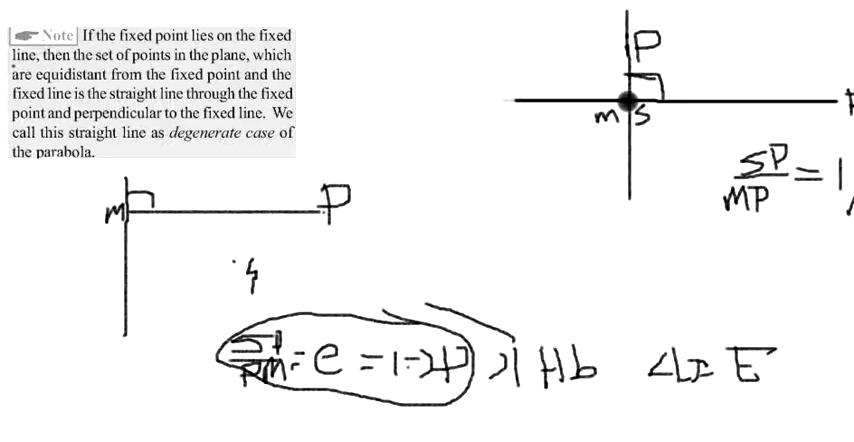 Note If the fixed point lies on the fixed
line, then the set of points in the plane, which
are equidistant from the fixed point and the
fixed line is the straight line through the fixed
point and perpendicular to the fixed line. We
call this straight line as degenerate case of
the parabola.
P
m S
SP/MP = 1
M P
SP/PM = e = 1 → P) H b E